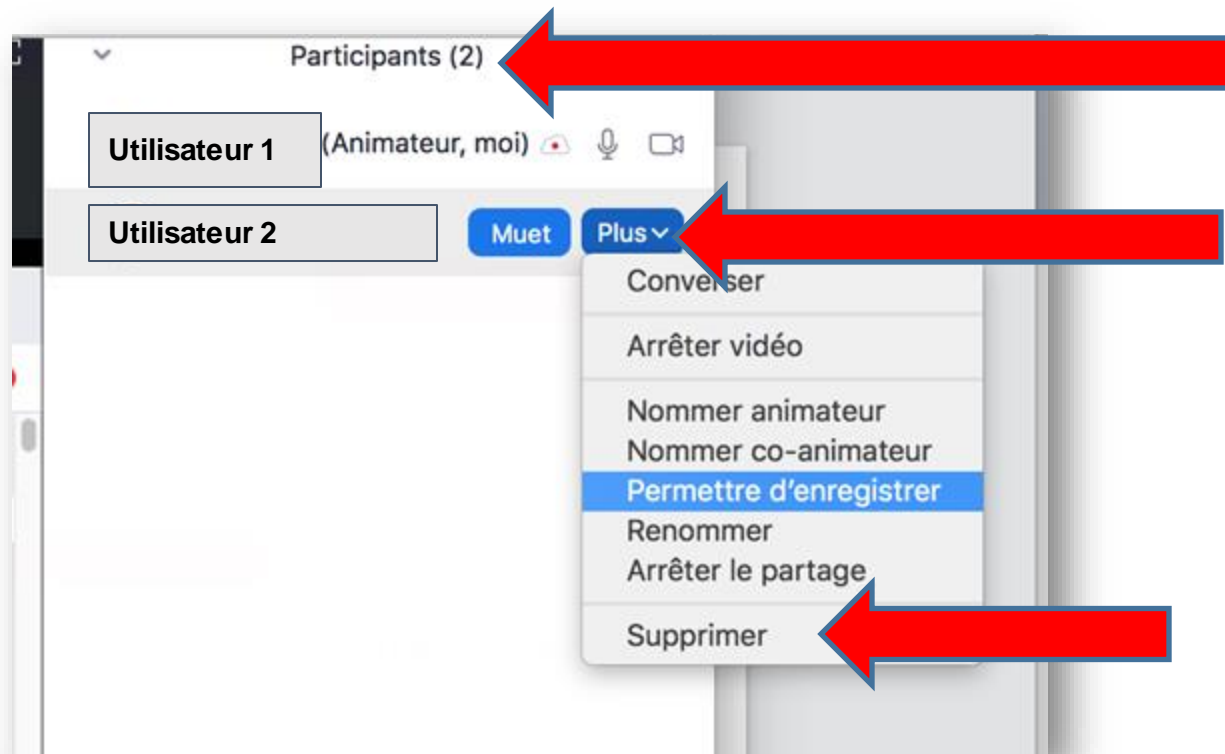 Participants (2)
Utilisateur 1 (Animateur, moi)
Utilisateur 2 Muet Plus
Converser
Arrêter vidéo
Nommer animateur
Nommer co-animateur
Permettre d’enregistrer
Renommer
Arrêter le partage
Supprimer